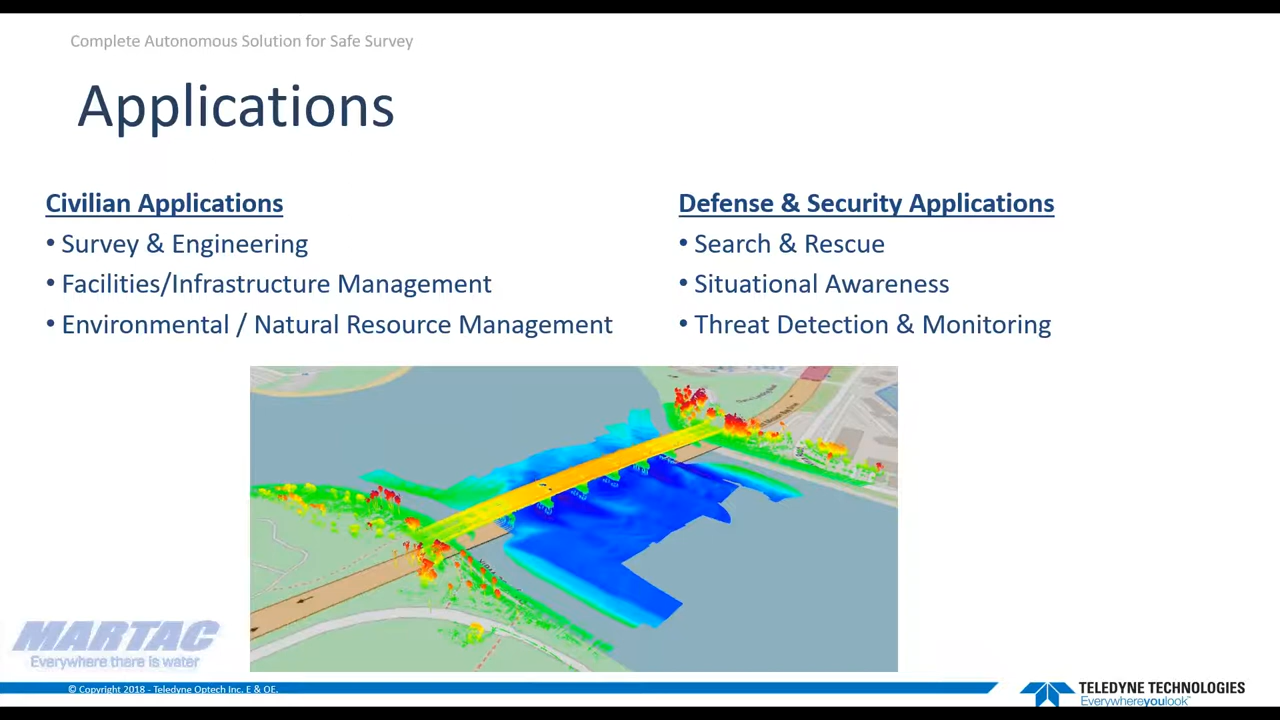 Complete Autonomous Solution for Safe Survey
Applications
Civilian Applications
• Survey & Engineering
• Facilities/Infrastructure Management
• Environmental / Natural Resource Management
Defense & Security Applications
• Search & Rescue
• Situational Awareness
• Threat Detection & Monitoring
MARTAC
Everywhere there is water
© Copyright 2018 - Teledyne Optech Inc. E & OE.
TELEDYNE TECHNOLOGIES
Everywhereyoulook™